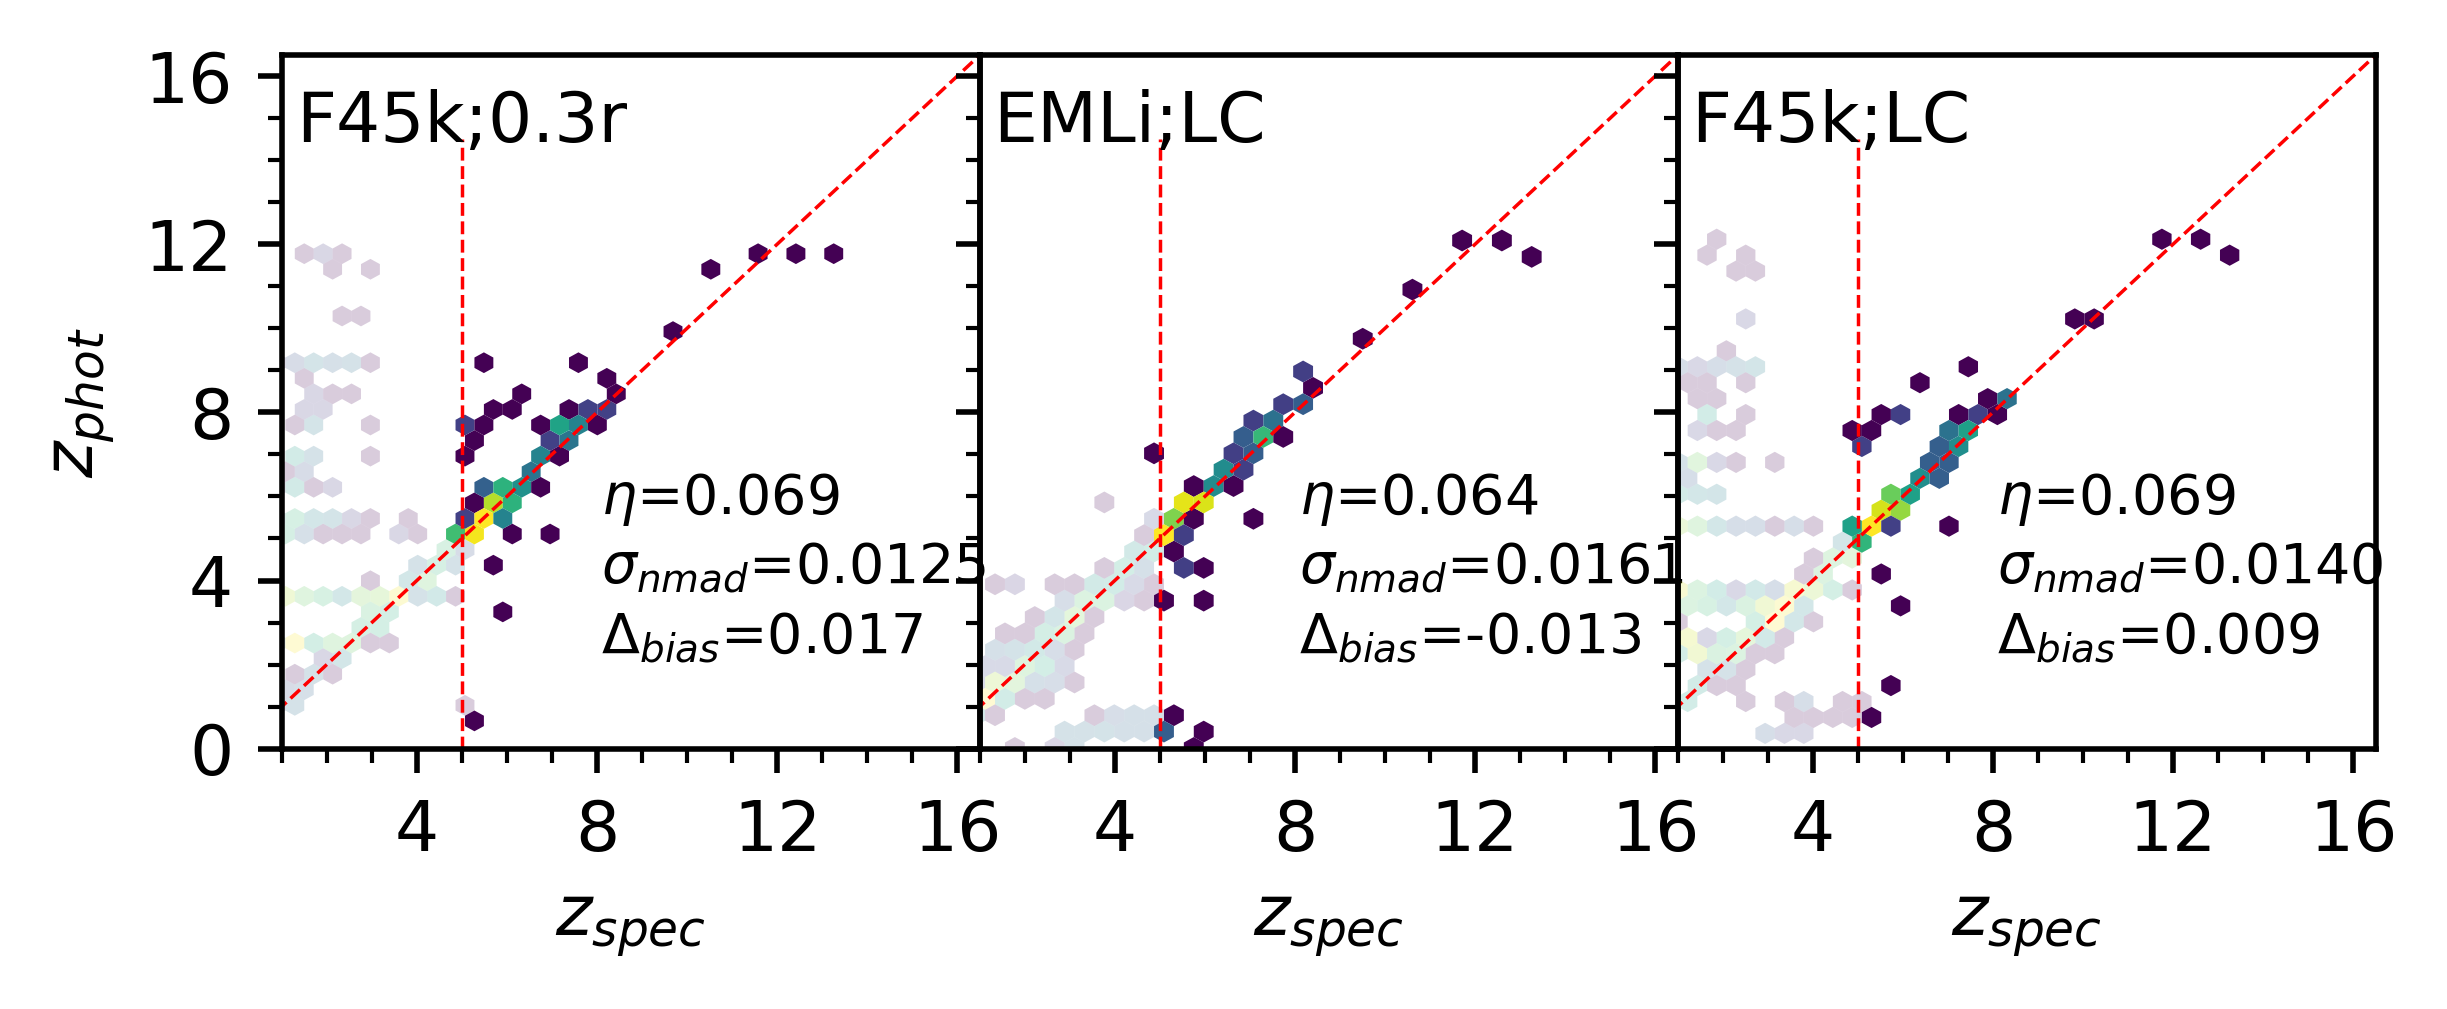 F45k;0.3r
EMLi;LC
F45k;LC
16
12
8
4
0
z_phot
η=0.069
σ_nmad=0.0125
Δ_bias=0.017
η=0.064
σ_nmad=0.0161
Δ_bias=-0.013
η=0.069
σ_nmad=0.0140
Δ_bias=0.009
4 8 12 16 4 8 12 16 4 8 12 16
z_spec z_spec z_spec